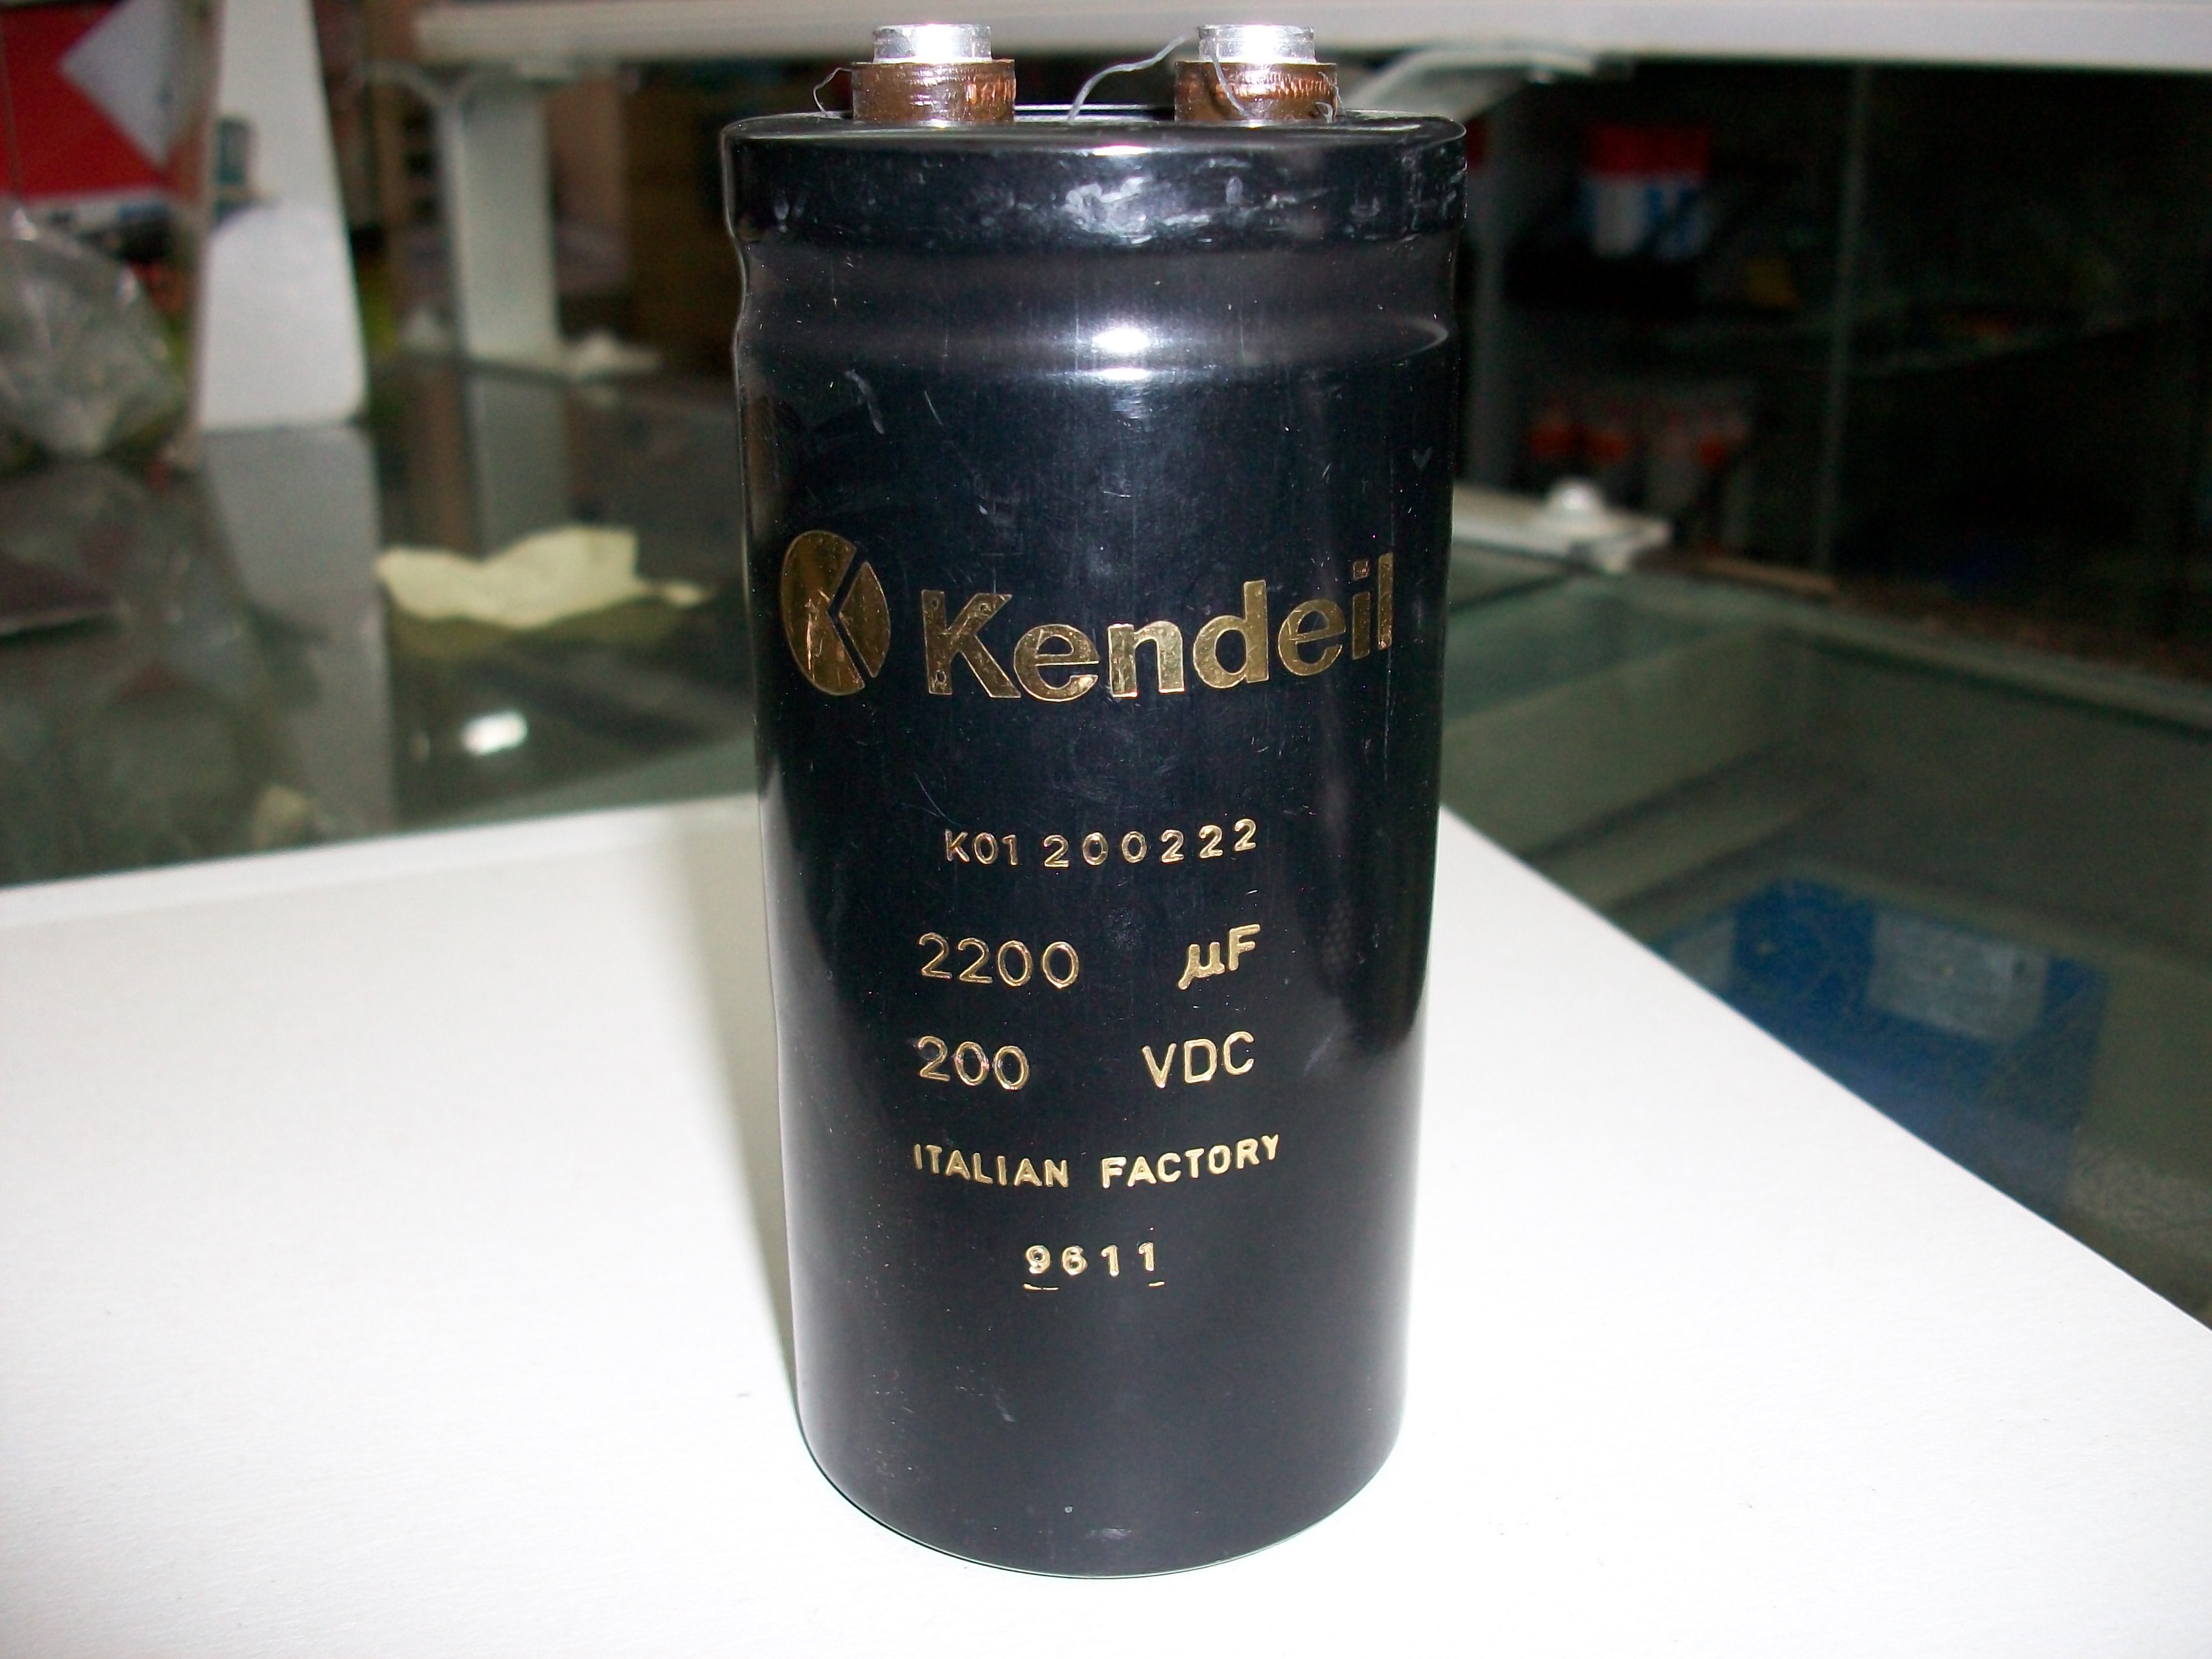 Kendeil
K01 200222
2200 µF
200 VDC
ITALIAN FACTORY
9611